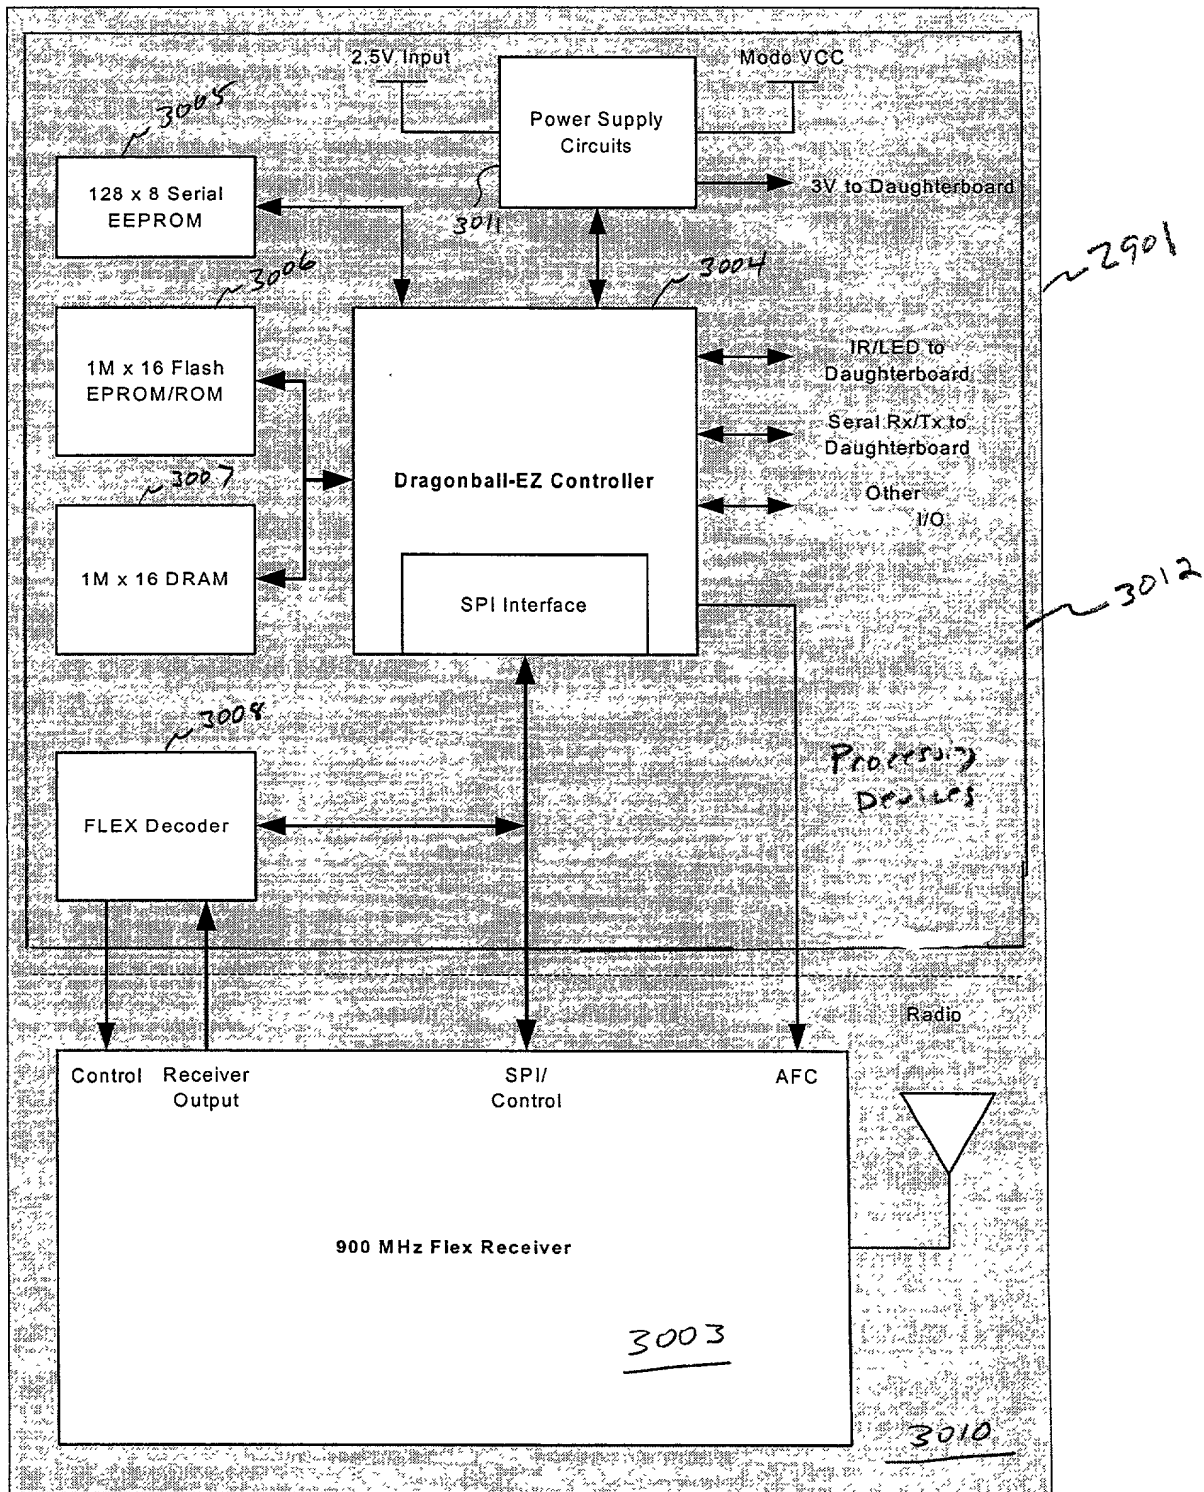 2.5V Input
Modo VCC
Power Supply
Circuits
3005
128 x 8 Serial
EEPROM
3V to Daughterboard
3011
2901
3006
3004
1M x 16 Flash
EPROM/ROM
IR/LED to
Daughterboard
Seral Rx/Tx to
Daughterboard
3007
Dragonball-EZ Controller
Other
I/O
1M x 16 DRAM
SPI Interface
3012
3008
Processing
Devices
FLEX Decoder
Radio
Control
Receiver
Output
SPI/
Control
AFC
900 MHz Flex Receiver
3003
3010